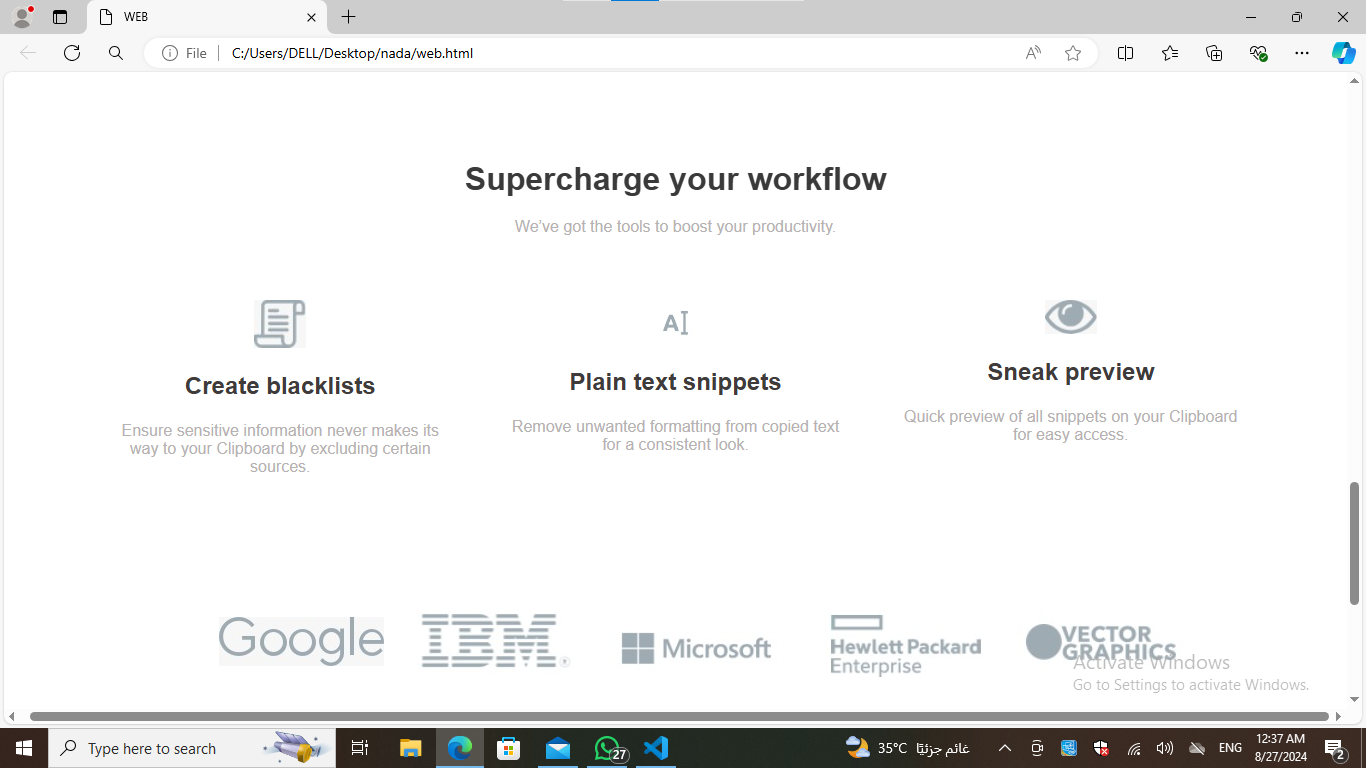 WEB
File
C:/Users/DELL/Desktop/nada/web.html
Supercharge your workflow
We've got the tools to boost your productivity.
A
Create blacklists
Ensure sensitive information never makes its
way to your Clipboard by excluding certain
sources.
Plain text snippets
Remove unwanted formatting from copied text
for a consistent look.
Sneak preview
Quick preview of all snippets on your Clipboard
for easy access.
Google
IBM
Microsoft
Hewlett Packard
Enterprise
VECTOR
GRAPHICS
Activate Windows
Go to Settings to activate Windows.
Type here to search
27
35°C غائم جزئيًا
ENG
12:37 AM
8/27/2024
2